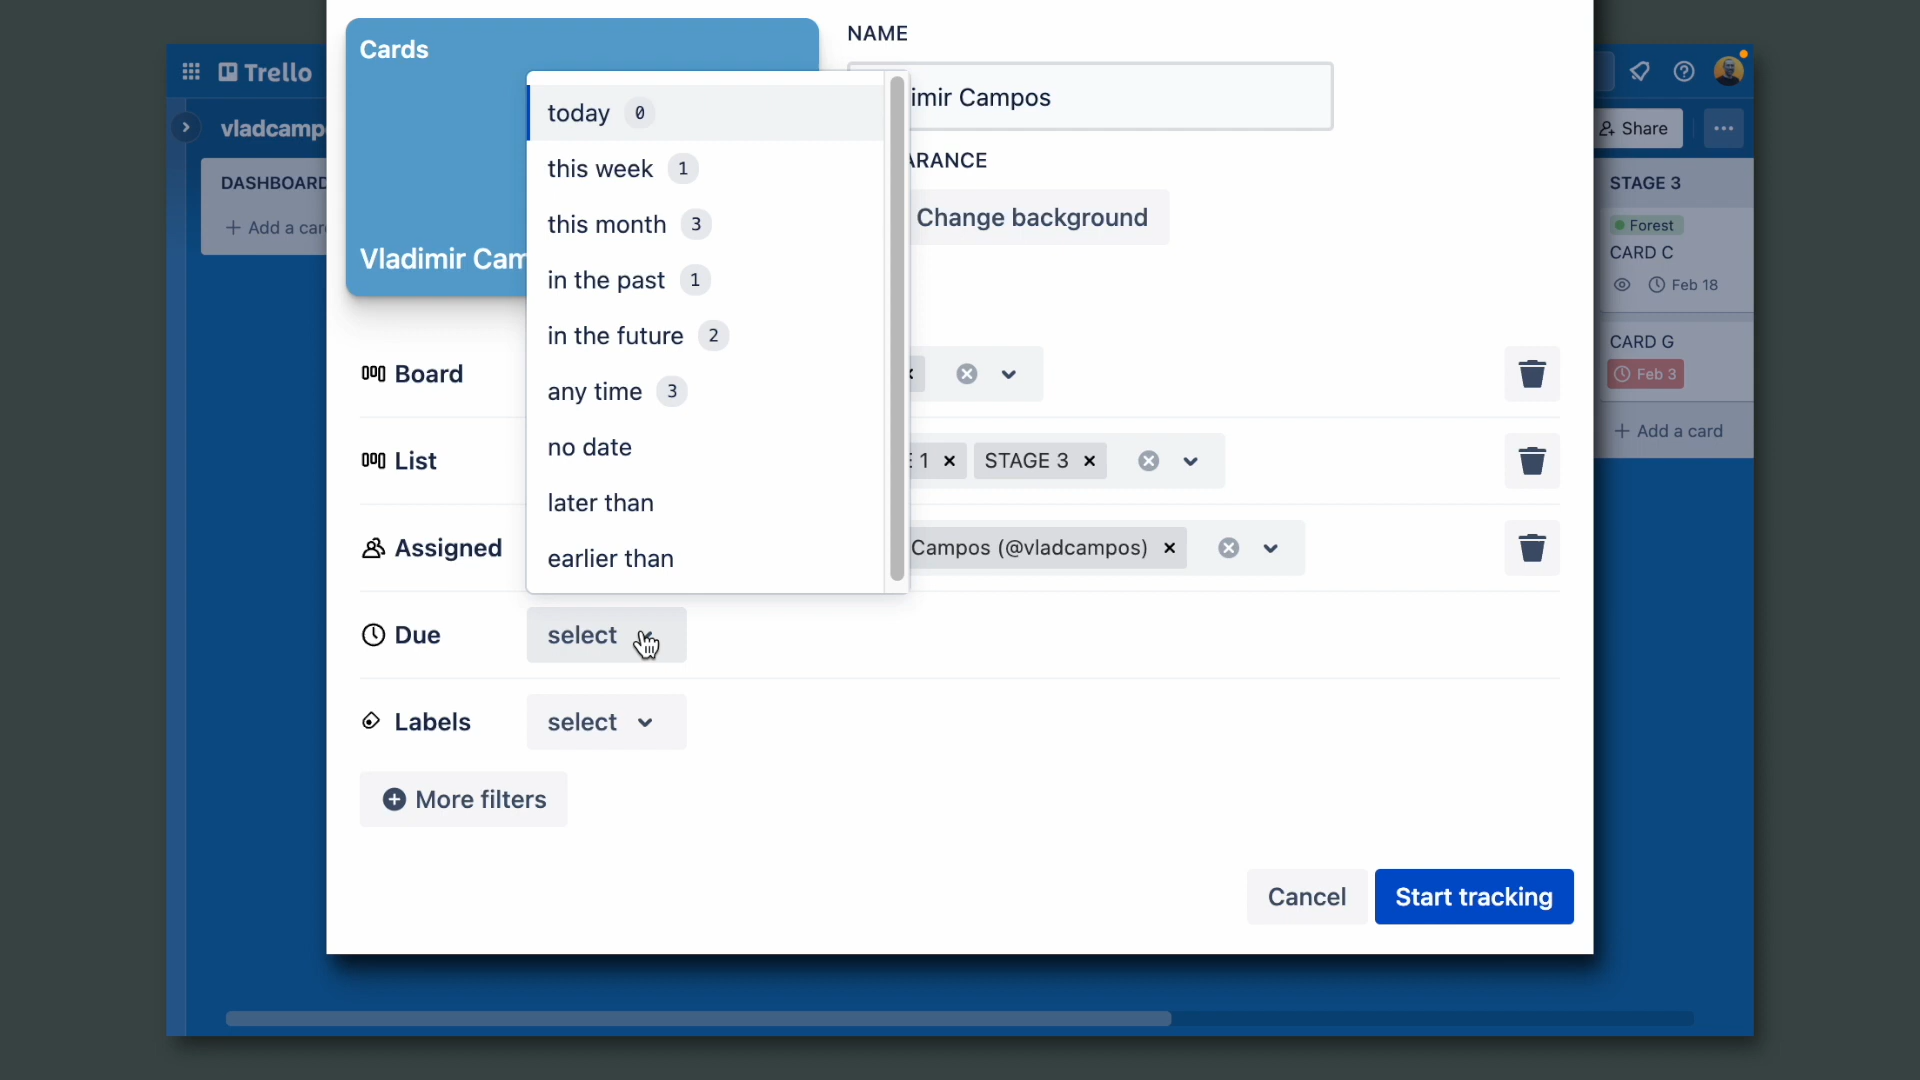 Cards
NAME
Trello
today 0
imir Campos
Share
vladcamp
this week 1
ARANCE
DASHBOARD
STAGE 3
this month 3
Change background
Forest
Add a car
CARD C
Vladimir Cam
in the past 1
Feb 18
in the future 2
CARD G
Board
Feb 3
any time 3
no date
Add a card
List
1
STAGE 3
later than
Assigned
Campos (@vladcampos)
earlier than
Due
select
Labels
select
More filters
Cancel
Start tracking